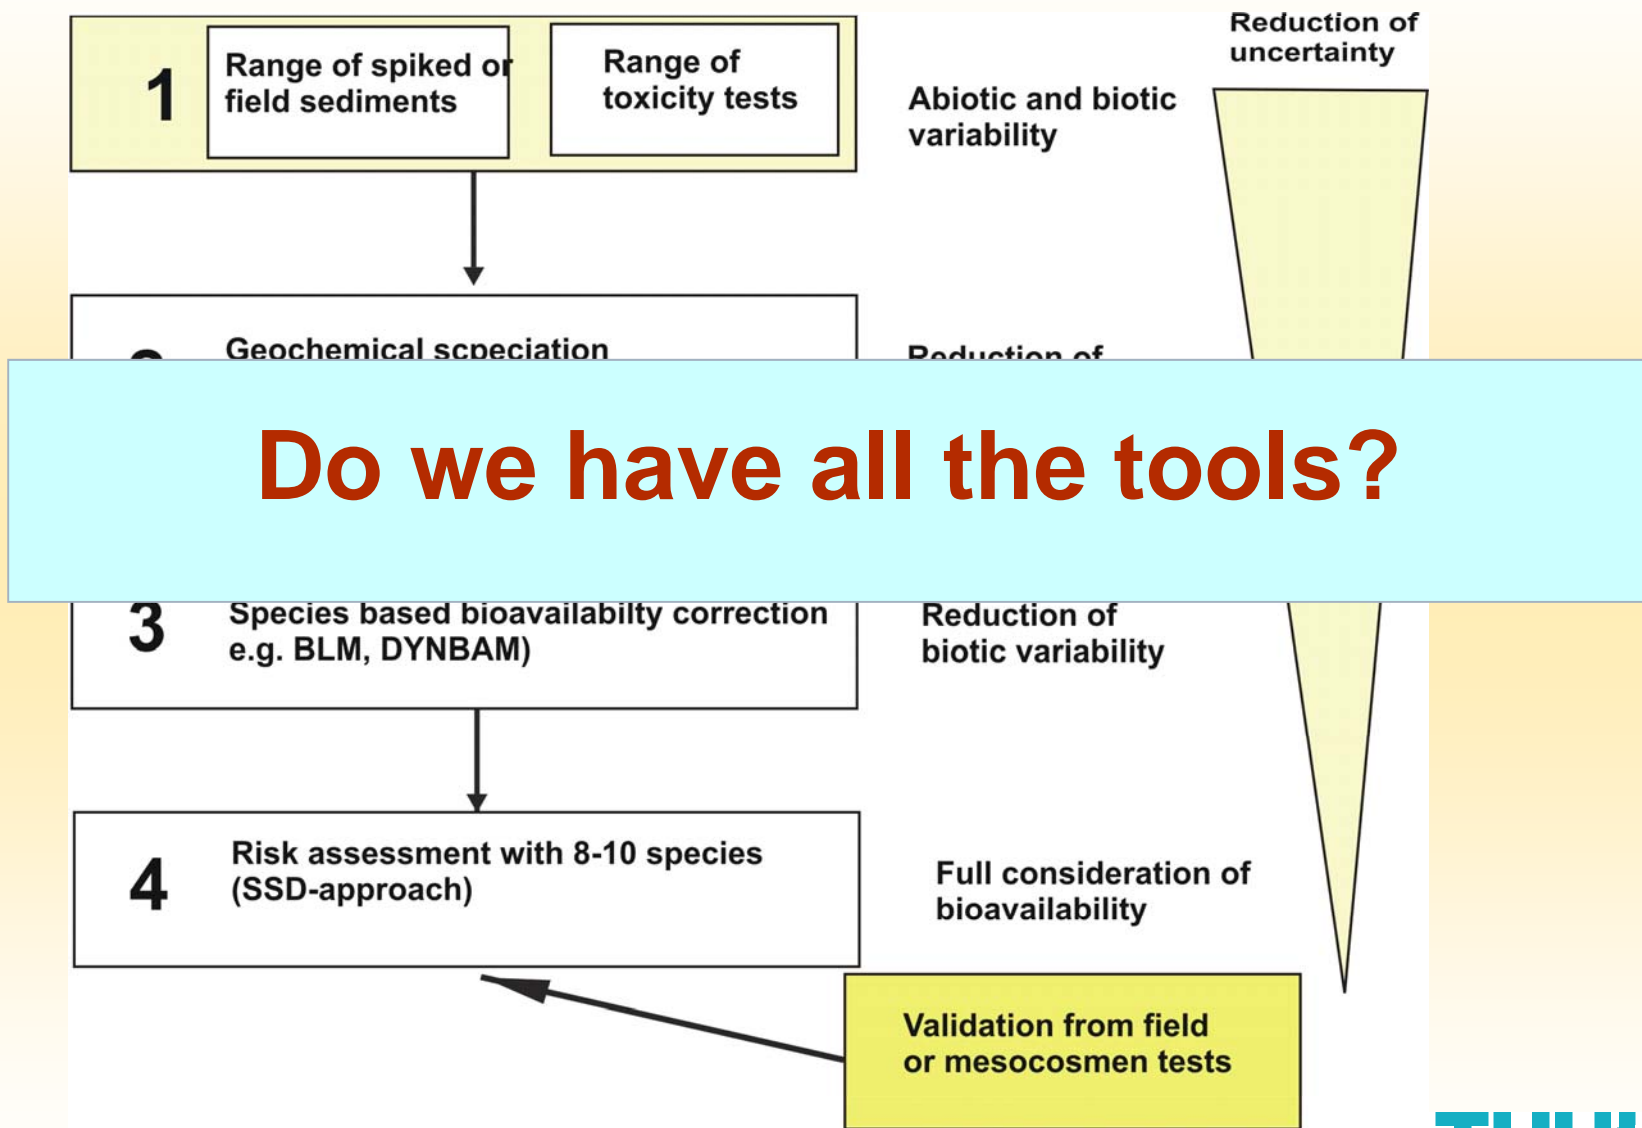 Reduction of
uncertainty
1
Range of spiked or
field sediments
Range of
toxicity tests
Abiotic and biotic
variability
Geochemical scpeciation
Reduction of
Do we have all the tools?
3
Species based bioavailabilty correction
e.g. BLM, DYNBAM)
Reduction of
biotic variability
4
Risk assessment with 8-10 species
(SSD-approach)
Full consideration of
bioavailability
Validation from field
or mesocosmen tests